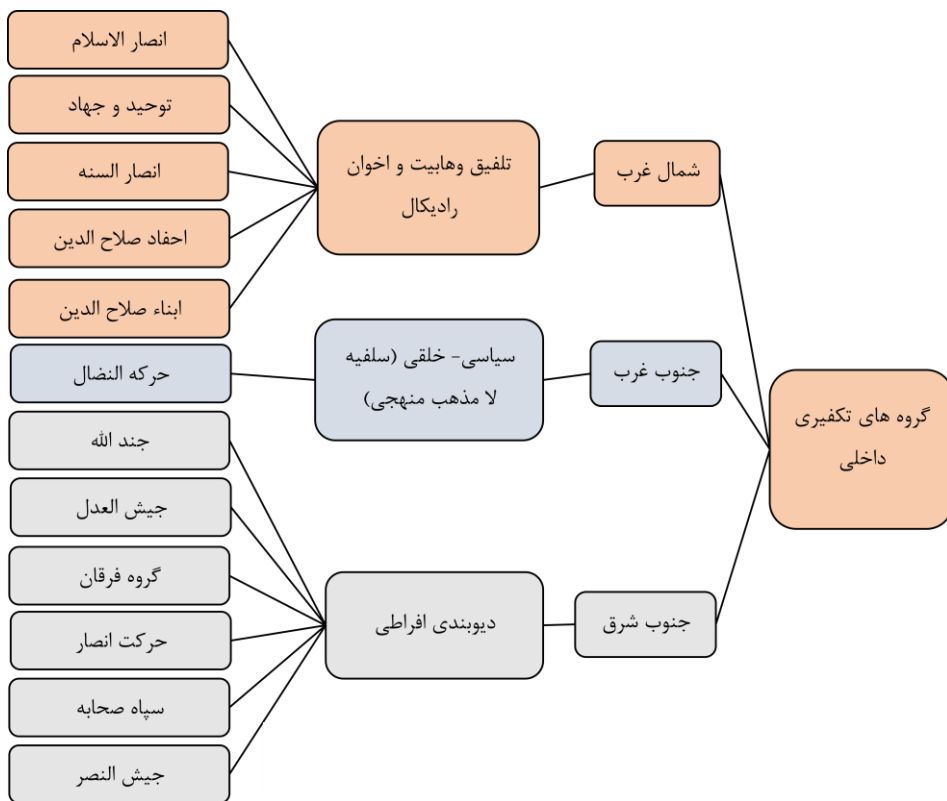 گروه های تکفیری
داخلی
شمال غرب
تلفیق وهابیت و اخوان
رادیکال
انصار الاسلام
توحید و جهاد
انصار السنه
احفاد صلاح الدین
ابناء صلاح الدین
جنوب غرب
سیاسی- خلقی (سلفیه
لا مذهب منهجی)
حرکه النضال
جنوب شرق
دیوبندی افراطی
جند الله
جیش العدل
گروه فرقان
حرکت انصار
سپاه صحابه
جیش النصر